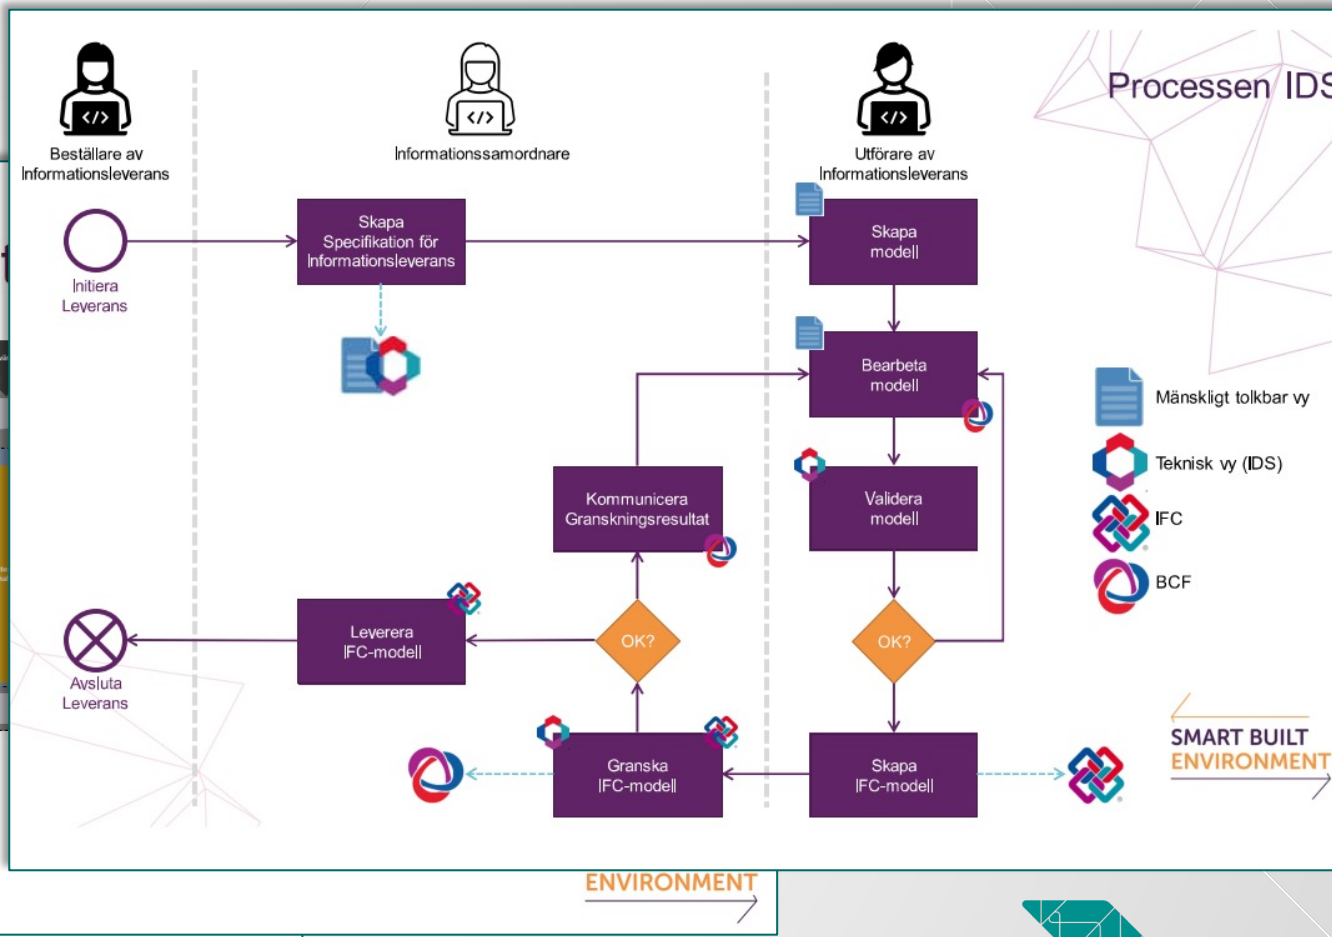 Processen IDS
</>
</>
</>
Beställare av
Informationsleverans
Informationssamordnare
Utförare av
Informationsleverans
Initiera
Leverans
Skapa
Specifikation för
Informationsleverans
Skapa
modell
Bearbeta
modell
Mänskligt tolkbar vy
Teknisk vy (IDS)
IFC
BCF
Kommunicera
Granskningsresultat
Validera
modell
Leverera
IFC-modell
OK?
OK?
Avsluta
Leverans
Granska
IFC-modell
Skapa
IFC-modell
SMART BUILT
ENVIRONMENT
ENVIRONMENT